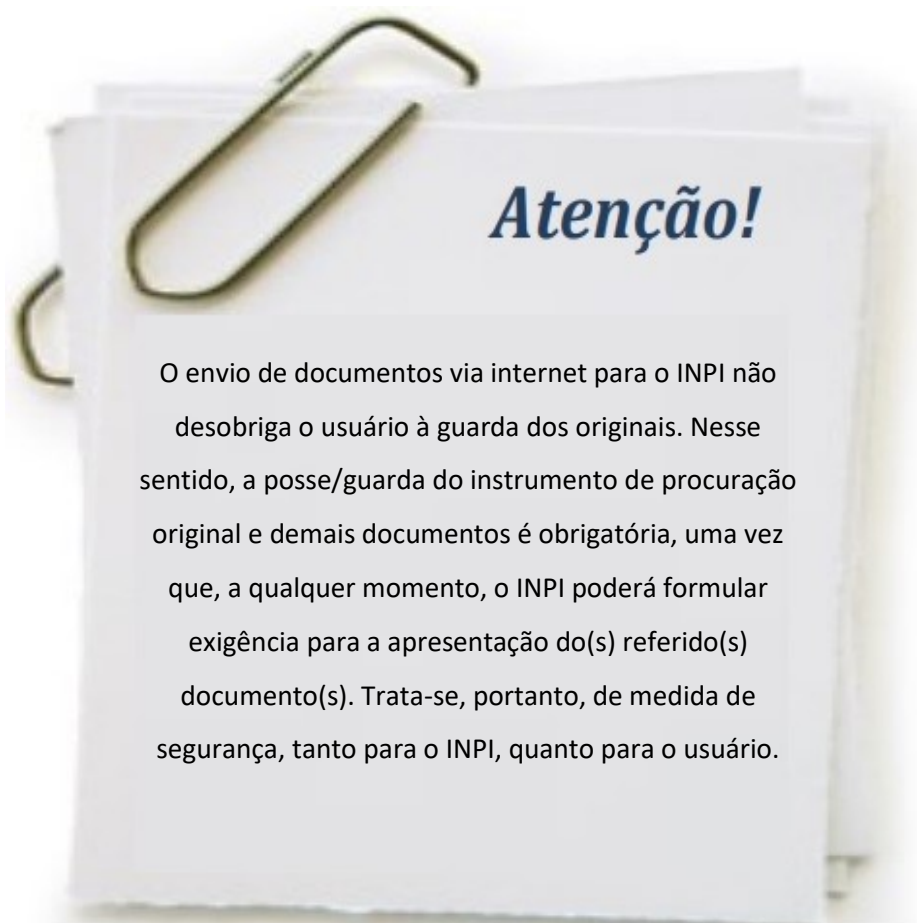 Atenção!
O envio de documentos via internet para o INPI não
desobriga o usuário à guarda dos originais. Nesse
sentido, a posse/guarda do instrumento de procuração
original e demais documentos é obrigatória, uma vez
que, a qualquer momento, o INPI poderá formular
exigência para a apresentação do(s) referido(s)
documento(s). Trata-se, portanto, de medida de
segurança, tanto para o INPI, quanto para o usuário.